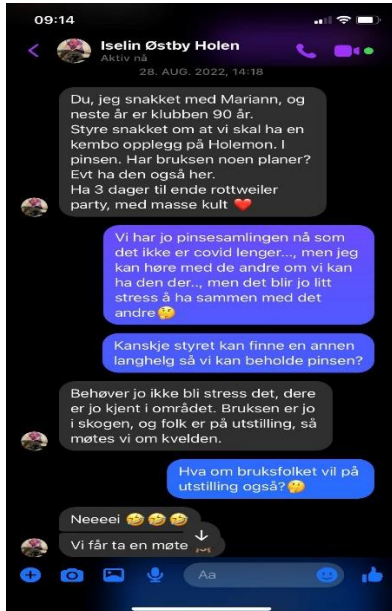 09:14
Iselin Østby Holen
Aktiv nå
28. AUG. 2022, 14:18
Du, jeg snakket med Mariann, og
neste år er klubben 90 år.
Styre snakket om at vi skal ha en
kembo opplegg på Holemon. I
pinsen. Har bruksen noen planer?
Evt ha den også her.
Ha 3 dager til ende rottweiler
party, med masse kult ❤️
Vi har jo pinsesamlingen nå som
det ikke er covid lenger..., men jeg
kan høre med de andre om vi kan
ha den der.., men det blir jo litt
stress å ha sammen med det
andre🤔
Kanskje styret kan finne en annen
langhelg så vi kan beholde pinsen?
Behøver jo ikke bli stress det, dere
er jo kjent i området. Bruksen er jo
i skogen, og folk er på utstilling, så
møtes vi om kvelden.
Hva om bruksfolket vil på
utstilling også?🤔
Neeeei 🤣🤣🤣
Vi får ta en møte
Aa